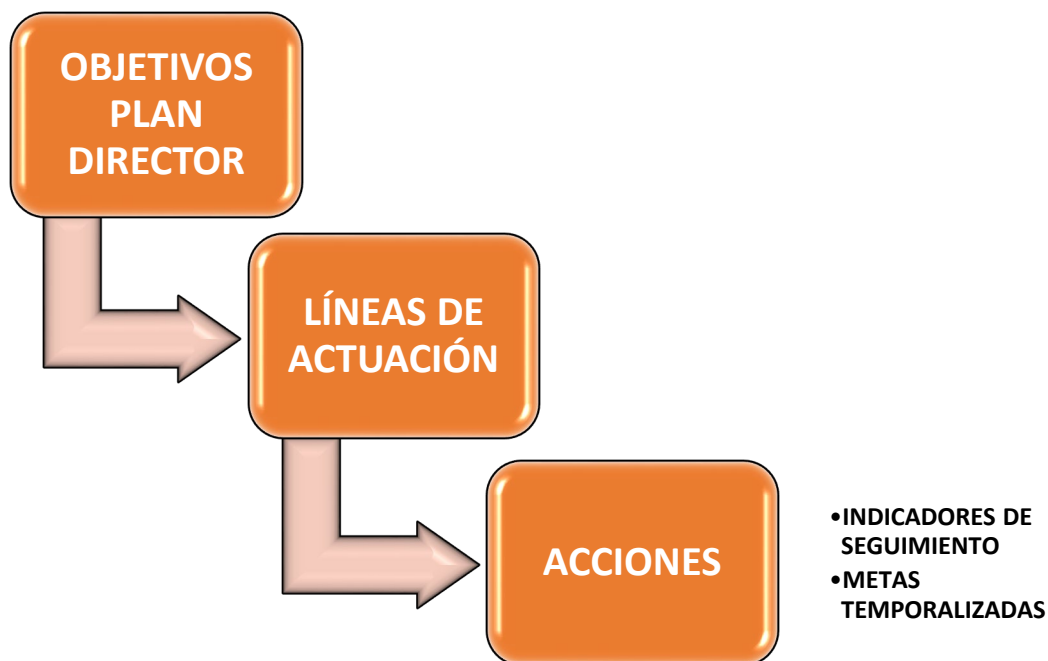 OBJETIVOS
PLAN
DIRECTOR
LÍNEAS DE
ACTUACIÓN
ACCIONES
•INDICADORES DE
SEGUIMIENTO
•METAS
TEMPORALIZADAS